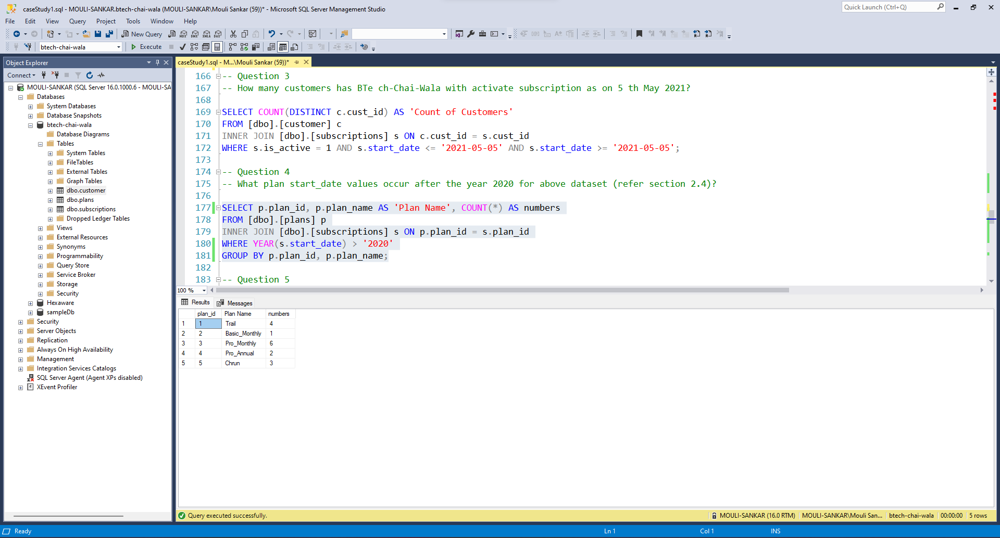 caseStudy1.sql - MOULI-SANKAR.btech-chai-wala (MOULI-SANKAR\Mouli Sankar (59))* - Microsoft SQL Server Management Studio
Quick Launch (Ctrl+Q)
File Edit View Query Project Tools Window Help
New Query
MDX DMX XMLA DAX
btech-chai-wala
Execute
Object Explorer
Connect
MOULI-SANKAR (SQL Server 16.0.1000.6 - MOULI-SA
Databases
System Databases
Database Snapshots
btech-chai-wala
Database Diagrams
Tables
System Tables
FileTables
External Tables
Graph Tables
dbo.customer
dbo.plans
dbo.subscriptions
Dropped Ledger Tables
Views
External Resources
Synonyms
Programmability
Query Store
Service Broker
Storage
Security
Hexaware
sampleDb
Security
Server Objects
Replication
Always On High Availability
Management
Integration Services Catalogs
SQL Server Agent (Agent XPs disabled)
XEvent Profiler
caseStudy1.sql - M...\Mouli Sankar (59))*
166 -- Question 3
167 -- How many customers has BTe ch-Chai-Wala with activate subscription as on 5 th May 2021?
168
169 SELECT COUNT(DISTINCT c.cust_id) AS 'Count of Customers'
170 FROM [dbo].[customer] c
171 INNER JOIN [dbo].[subscriptions] s ON c.cust_id = s.cust_id
172 WHERE s.is_active = 1 AND s.start_date <= '2021-05-05' AND s.start_date >= '2021-05-05';
173
174 -- Question 4
175 -- What plan start_date values occur after the year 2020 for above dataset (refer section 2.4)?
176
177 SELECT p.plan_id, p.plan_name AS 'Plan Name', COUNT(*) AS numbers
178 FROM [dbo].[plans] p
179 INNER JOIN [dbo].[subscriptions] s ON p.plan_id = s.plan_id
180 WHERE YEAR(s.start_date) > '2020'
181 GROUP BY p.plan_id, p.plan_name;
182
183 -- Question 5
100 %
Results Messages
plan_id Plan Name numbers
1 1 Trail 4
2 2 Basic_Monthly 1
3 3 Pro_Monthly 6
4 4 Pro_Annual 2
5 5 Chrun 3
Query executed successfully.
MOULI-SANKAR (16.0 RTM) MOULI-SANKAR\Mouli San... btech-chai-wala 00:00:00 5 rows
Ready Ln 1 Col 1 INS